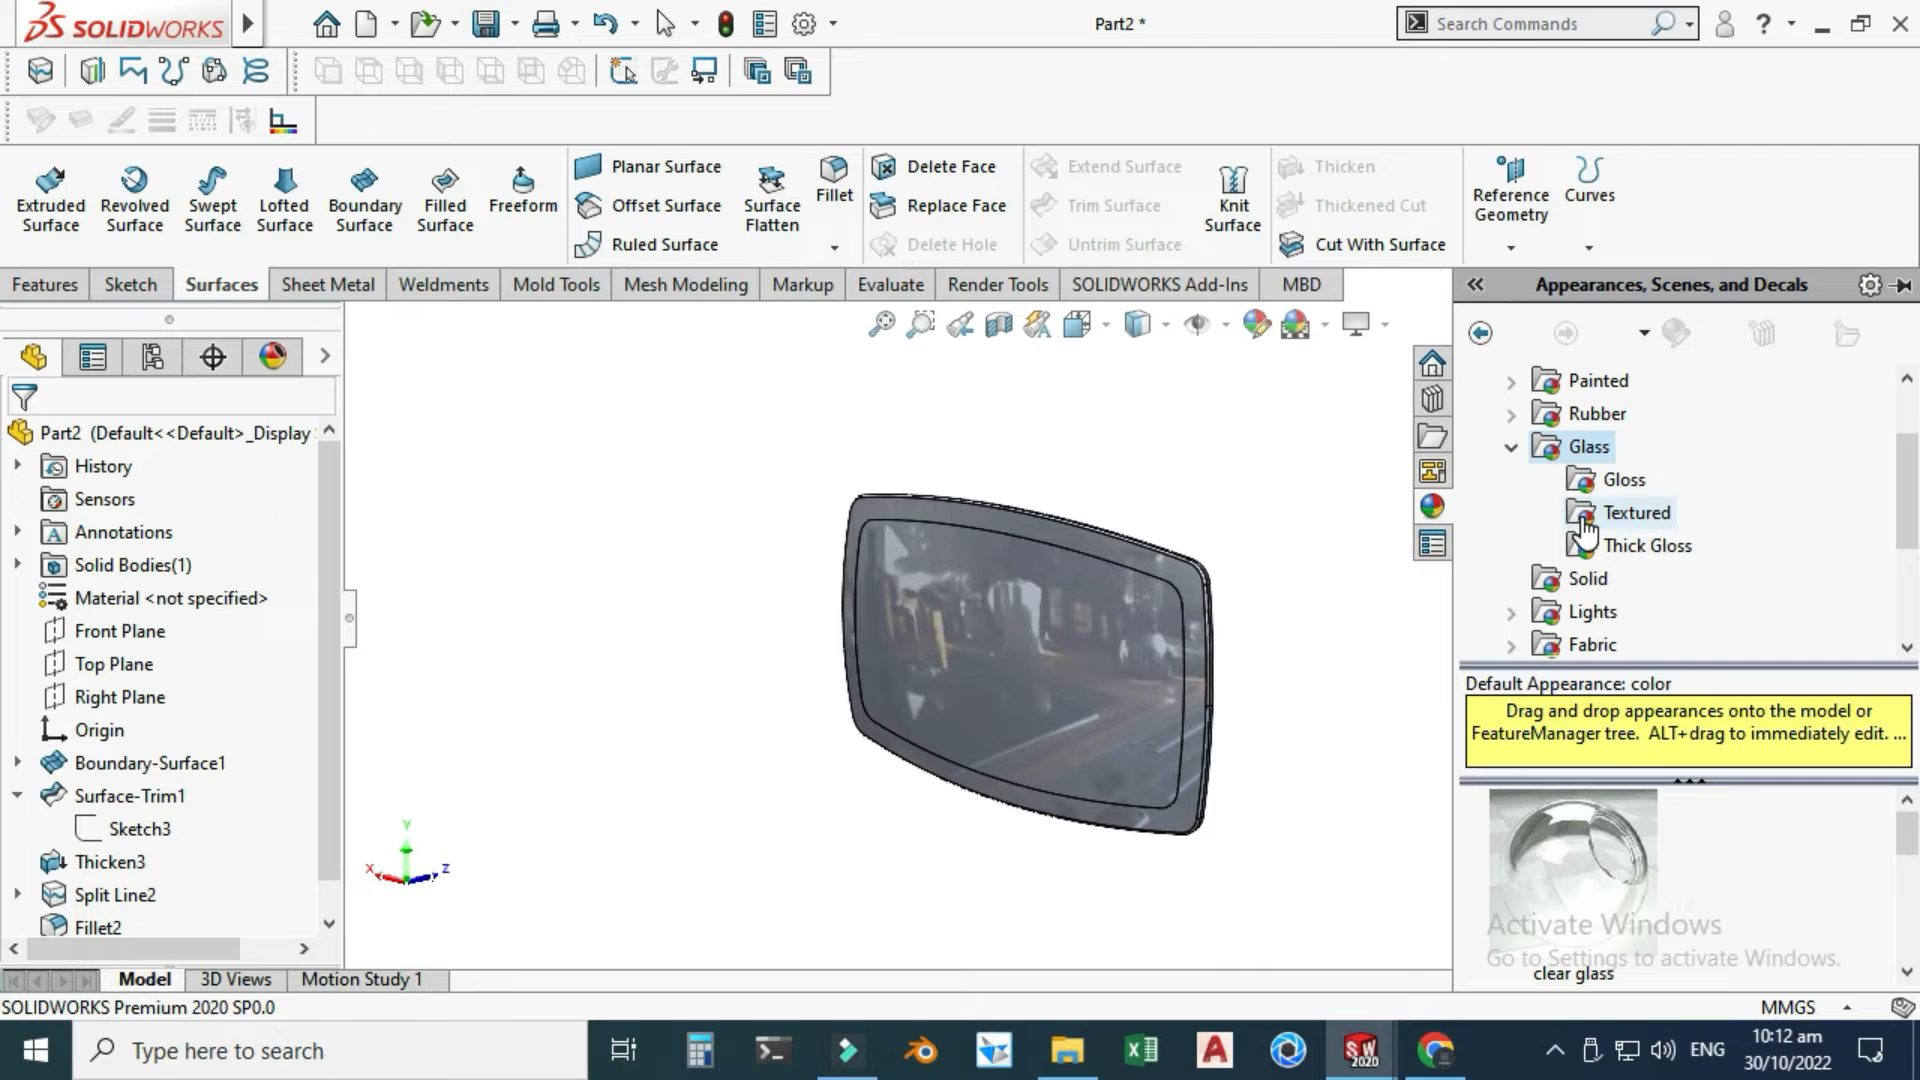 SOLIDWORKS
Part2 *
Search Commands
Extruded Surface
Revolved Surface
Swept Surface
Lofted Surface
Boundary Surface
Filled Surface
Freeform
Planar Surface
Offset Surface
Ruled Surface
Surface Flatten
Fillet
Delete Face
Replace Face
Delete Hole
Extend Surface
Trim Surface
Untrim Surface
Knit Surface
Thicken
Thickened Cut
Cut With Surface
Reference Geometry
Curves
Features
Sketch
Surfaces
Sheet Metal
Weldments
Mold Tools
Mesh Modeling
Markup
Evaluate
Render Tools
SOLIDWORKS Add-Ins
MBD
Appearances, Scenes, and Decals
Part2 (Default<<Default>_Display
History
Sensors
Annotations
Solid Bodies(1)
Material <not specified>
Front Plane
Top Plane
Right Plane
Origin
Boundary-Surface1
Surface-Trim1
Sketch3
Thicken3
Split Line2
Fillet2
Y
X
Z
Painted
Rubber
Glass
Gloss
Textured
Thick Gloss
Solid
Lights
Fabric
Default Appearance: color
Drag and drop appearances onto the model or
FeatureManager tree. ALT+drag to immediately edit. ...
Activate Windows
Go to Settings to activate Windows.
clear glass
Model
3D Views
Motion Study 1
SOLIDWORKS Premium 2020 SP0.0
MMGS
Type here to search
SW
2020
ENG
10:12 am
30/10/2022